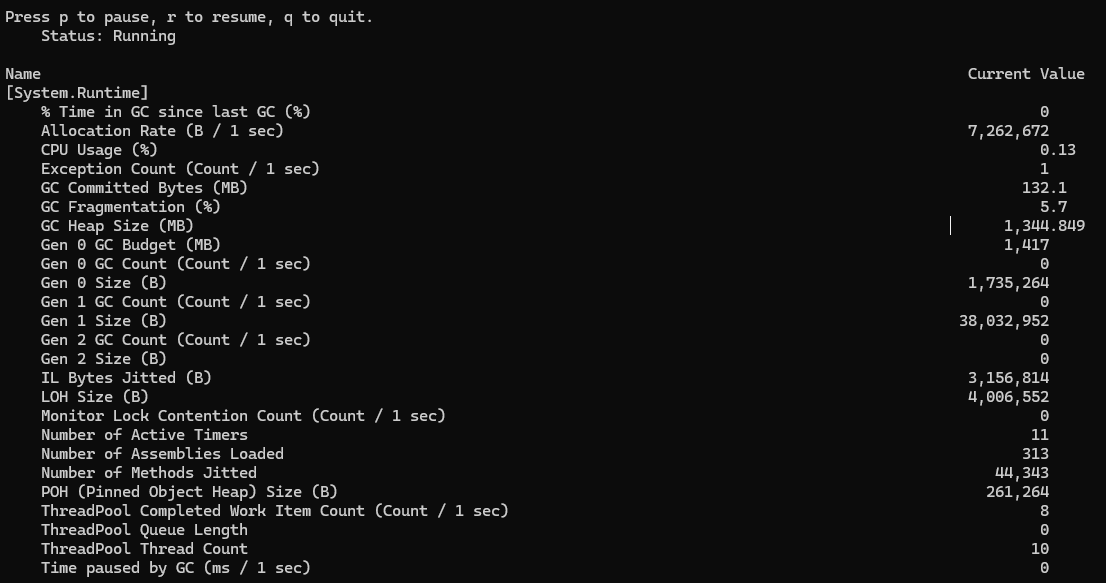 Press p to pause, r to resume, q to quit.
Status: Running
Name Current Value
[System.Runtime]
% Time in GC since last GC (%) 0
Allocation Rate (B / 1 sec) 7,262,672
CPU Usage (%) 0.13
Exception Count (Count / 1 sec) 1
GC Committed Bytes (MB) 132.1
GC Fragmentation (%) 5.7
GC Heap Size (MB) 1,344.849
Gen 0 GC Budget (MB) 1,417
Gen 0 GC Count (Count / 1 sec) 0
Gen 0 Size (B) 1,735,264
Gen 1 GC Count (Count / 1 sec) 0
Gen 1 Size (B) 38,032,952
Gen 2 GC Count (Count / 1 sec) 0
Gen 2 Size (B) 0
IL Bytes Jitted (B) 3,156,814
LOH Size (B) 4,006,552
Monitor Lock Contention Count (Count / 1 sec) 0
Number of Active Timers 11
Number of Assemblies Loaded 313
Number of Methods Jitted 44,343
POH (Pinned Object Heap) Size (B) 261,264
ThreadPool Completed Work Item Count (Count / 1 sec) 8
ThreadPool Queue Length 0
ThreadPool Thread Count 10
Time paused by GC (ms / 1 sec) 0